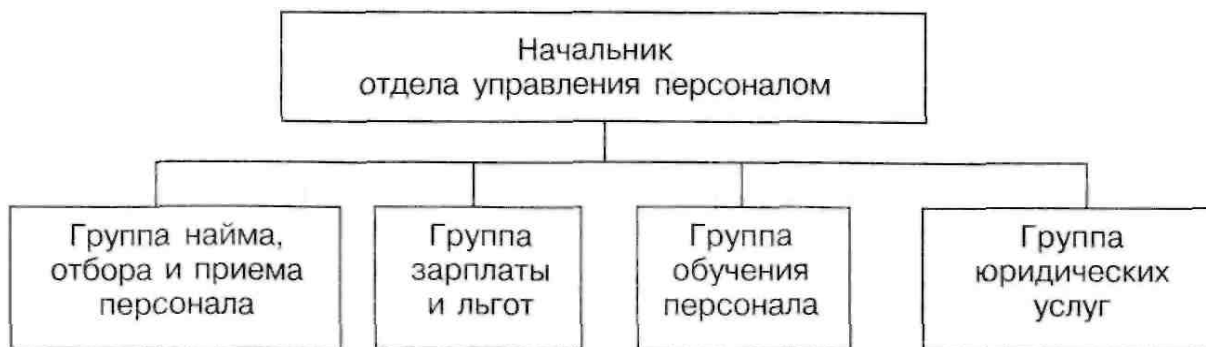 Начальник
отдела управления персоналом
Группа найма,
отбора и приема
персонала
Группа
зарплаты
и льгот
Группа
обучения
персонала
Группа
юридических
услуг